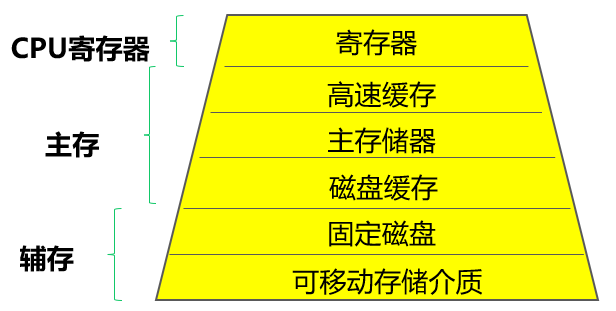 CPU寄存器
寄存器
高速缓存
主存
主存储器
磁盘缓存
辅存
固定磁盘
可移动存储介质